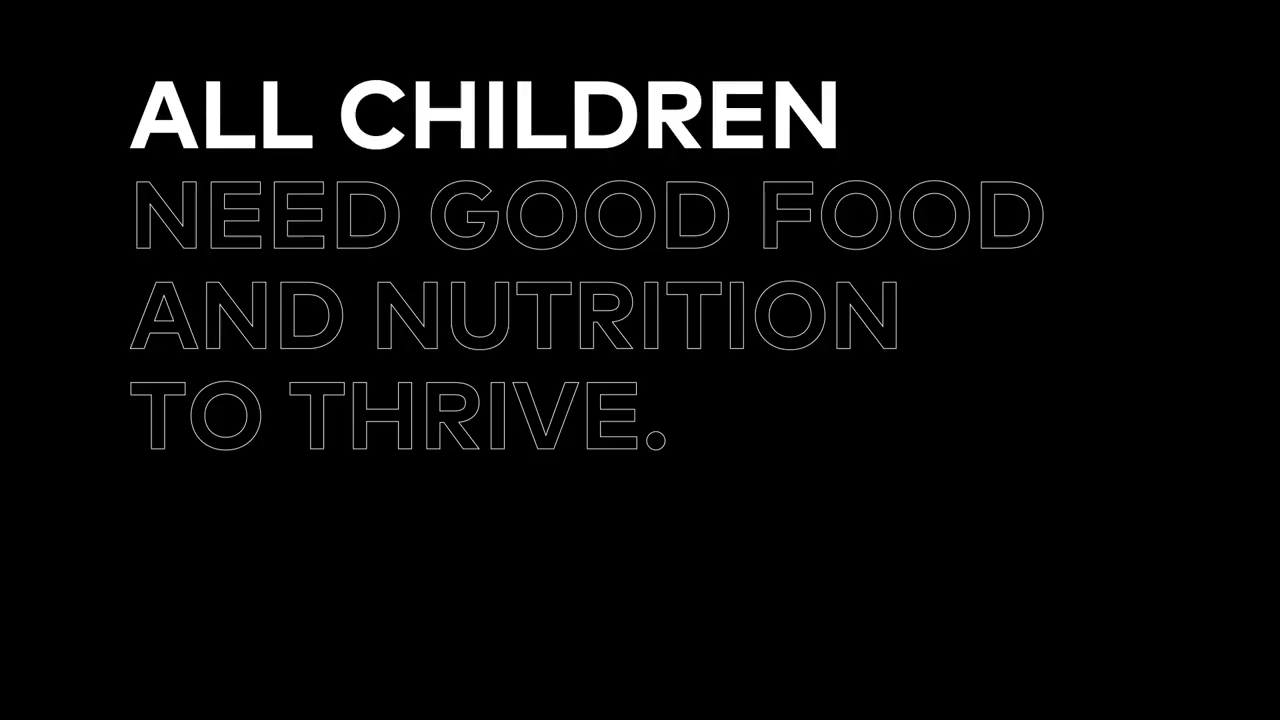 ALL CHILDREN
NEED GOOD FOOD
AND NUTRITION
TO THRIVE.